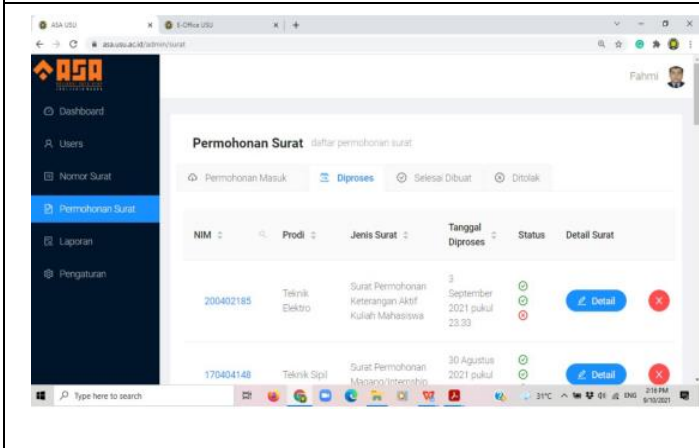 ASA USU
E-Office USU
asa.usu.ac.id/admin/surat
ASA
Fahmi
Dashboard
Users
Nomor Surat
Permohonan Surat
Laporan
Pengaturan
Permohonan Surat daftar permohonan surat
Permohonan Masuk Diproses Selesai Dibuat Ditolak
NIM Prodi Jenis Surat Tanggal Diproses Status Detail Surat
200402185
Teknik
Elektro
Surat Permohonan
Keterangan Aktif
Kuliah Mahasiswa
3
September
2021 pukul
23.33
Detail
170404148
Teknik Sipil
Surat Permohonan
Magang/Internship
30 Agustus
2021 pukul
Detail
Type here to search
31°C
ENG
2:16 PM
9/10/2021